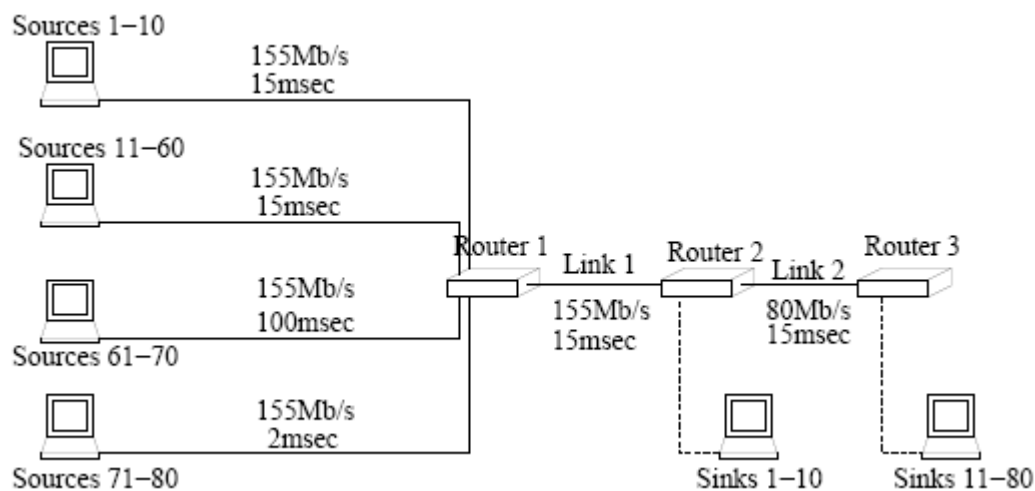 Sources 1−10
155Mb/s
15msec
Sources 11−60
155Mb/s
15msec
Router 1
Link 1
Router 2
Link 2
Router 3
155Mb/s
100msec
155Mb/s
15msec
80Mb/s
15msec
Sources 61−70
155Mb/s
2msec
Sources 71−80
Sinks 1−10
Sinks 11−80